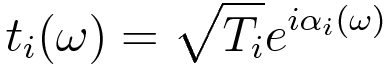 t_i(ω) = √T_i e^{iα_i(ω)}